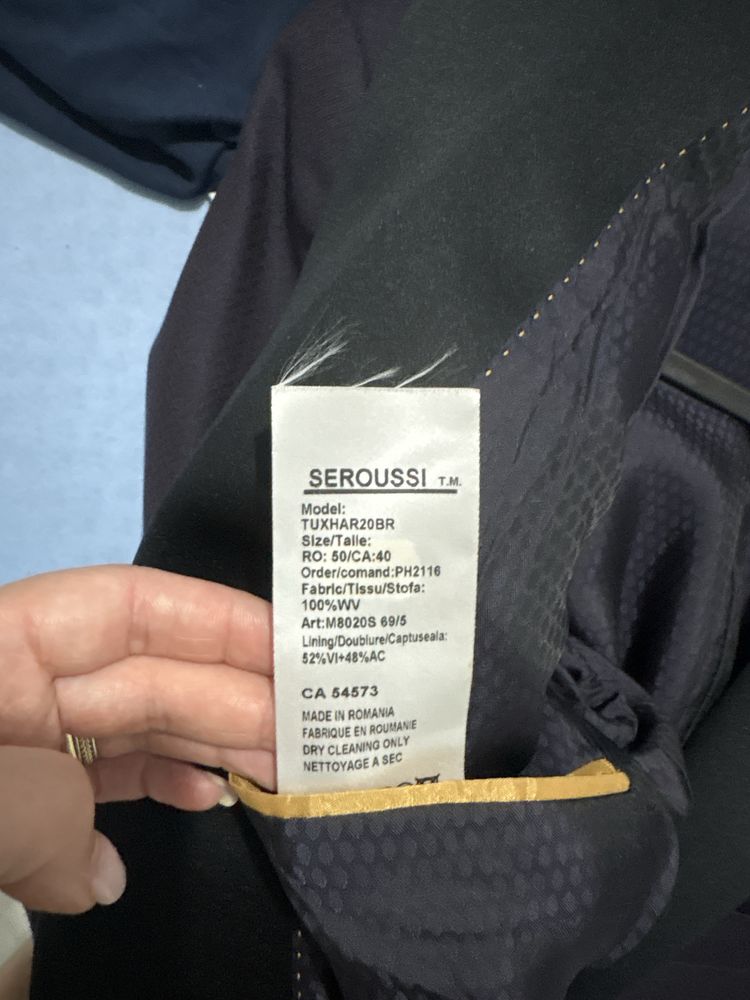 SEROUSSI T.M.
Model:
TUXHAR20BR
Size/Taile:
RO: 50/CA:40
Order/comand:PH2116
Fabric/Tissu/Stofa:
100%WV
Art:M8020S 69/5
Lining/Doublure/Captuseala:
52%VI+48%AC
CA 54573
MADE IN ROMANIA
FABRIQUE EN ROUMANIE
DRY CLEANING ONLY
NETTOYAGE A SEC